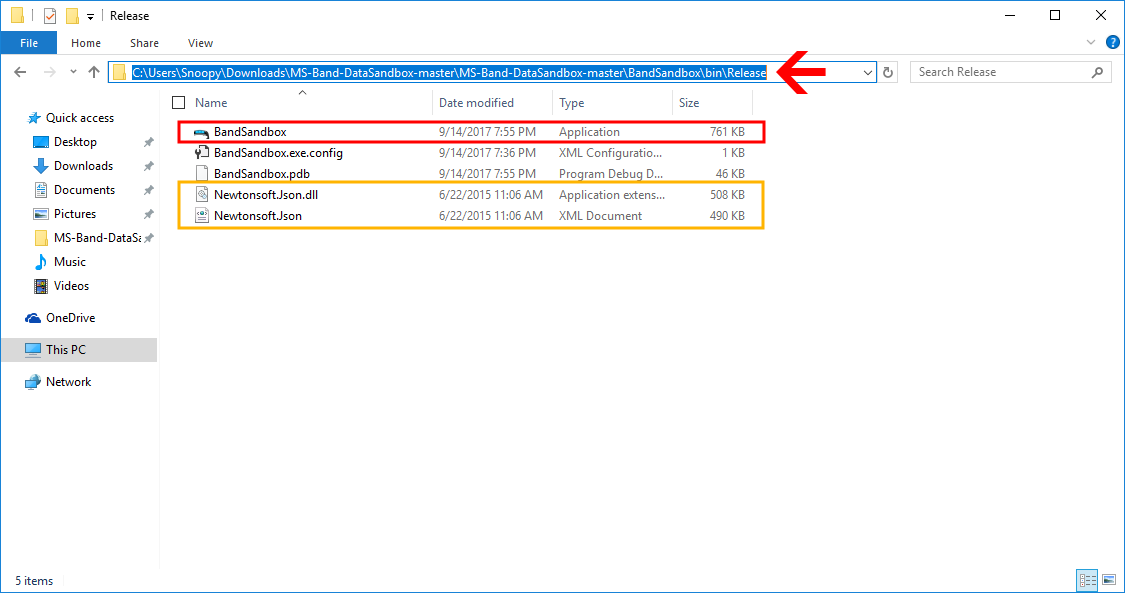 Release
File Home Share View
C:\Users\Snoopy\Downloads\MS-Band-DataSandbox-master\MS-Band-DataSandbox-master\BandSandbox\bin\Release
Search Release
Name Date modified Type Size
Quick access
Desktop
Downloads
Documents
Pictures
MS-Band-DataSa
Music
Videos
OneDrive
This PC
Network
BandSandbox 9/14/2017 7:55 PM Application 761 KB
BandSandbox.exe.config 9/14/2017 7:36 PM XML Configuratio... 1 KB
BandSandbox.pdb 9/14/2017 7:55 PM Program Debug D... 46 KB
Newtonsoft.Json.dll 6/22/2015 11:06 AM Application extens... 508 KB
Newtonsoft.Json 6/22/2015 11:06 AM XML Document 490 KB
5 items